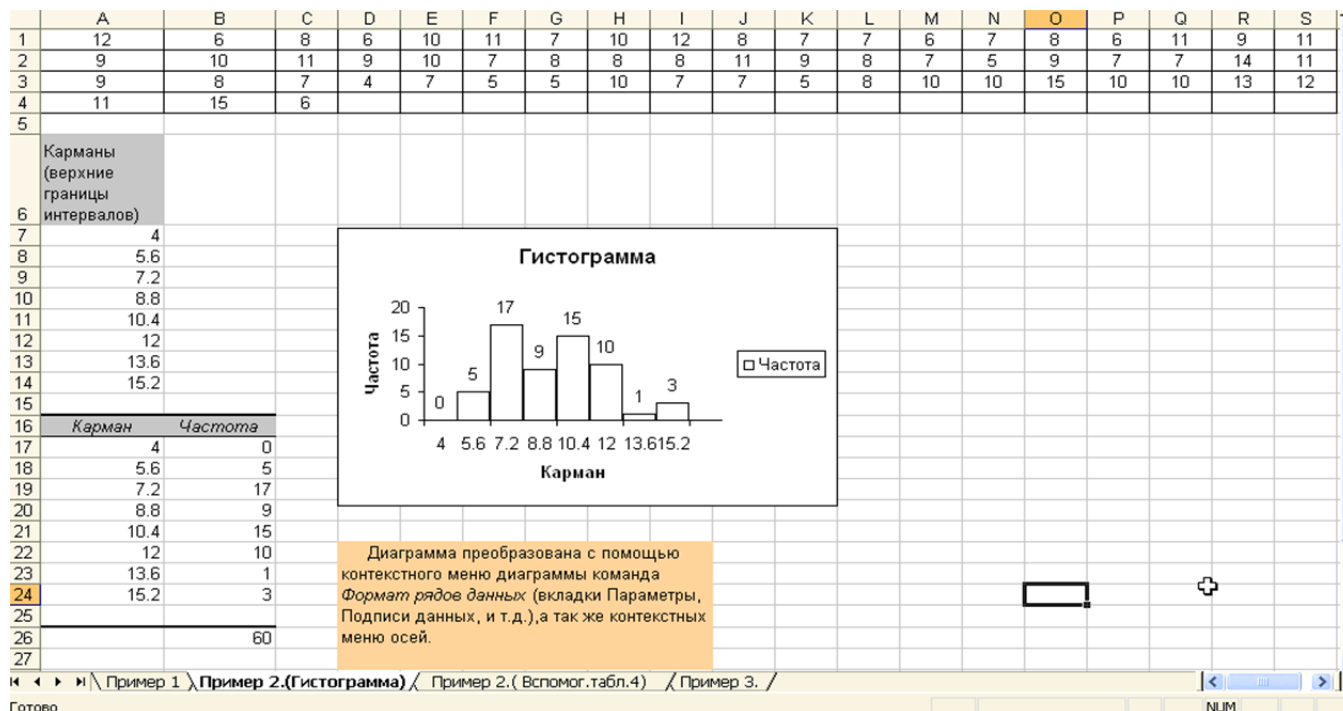 A B C D E F G H I J K L M N O P Q R S
1 12 6 8 6 10 11 7 10 12 8 7 7 6 7 8 6 11 9 11
2 9 10 11 9 10 7 8 8 8 11 9 8 7 5 9 7 7 14 11
3 9 8 7 4 7 5 5 10 7 7 5 8 10 10 15 10 10 13 12
4 11 15 6
5
Карманы
(верхние
границы
6 интервалов)
7 4
8 5.6
9 7.2
10 8.8
11 10.4
12 12
13 13.6
14 15.2
15
16 Карман Частота
17 4 0
18 5.6 5
19 7.2 17
20 8.8 9
21 10.4 15
22 12 10
23 13.6 1
24 15.2 3
25
26 60
27
Гистограмма
Частота
20
15
10
5
0
0 5 17 9 15 10 1 3
4 5.6 7.2 8.8 10.4 12 13.6 15.2
Карман
Частота
Диаграмма преобразована с помощью
контекстного меню диаграммы команда
Формат рядов данных (вкладки Параметры,
Подписи данных, и т.д.),а так же контекстных
меню осей.
Пример 1 Пример 2.(Гистограмма) Пример 2.( Вспомог.табл.4) Пример 3.
Готово NUM